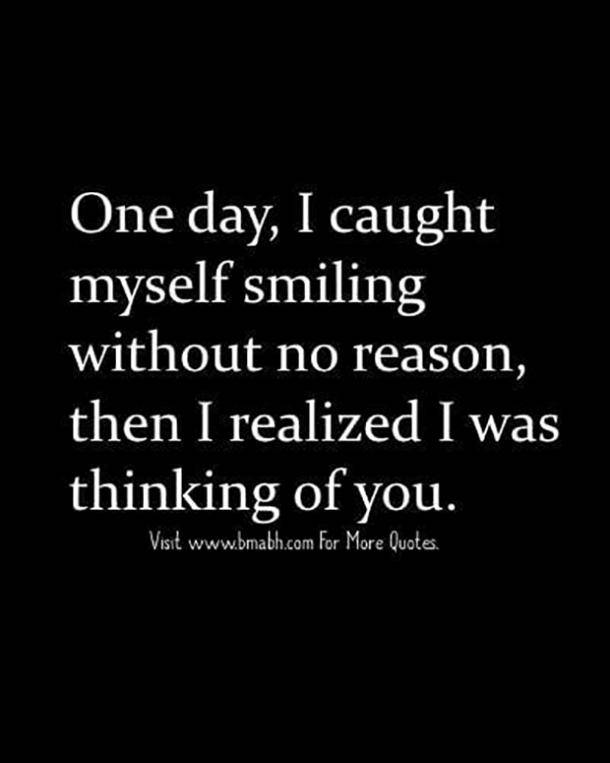 One day, I caught
myself smiling
without no reason,
then I realized I was
thinking of you.
Visit www.bmabh.com For More Quotes.